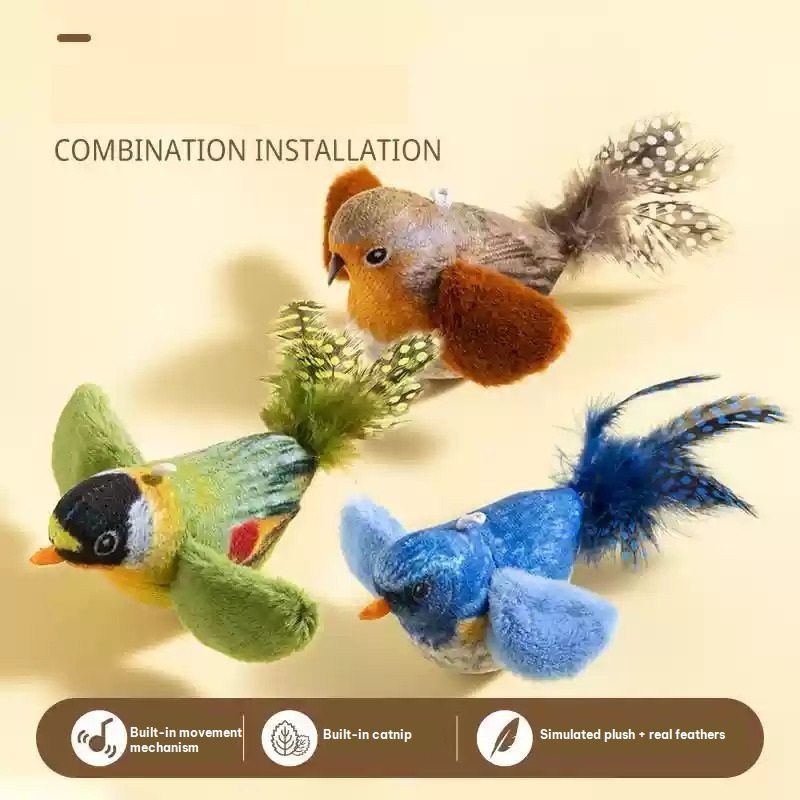 COMBINATION INSTALLATION
Built-in movement
mechanism
Built-in catnip
Simulated plush + real feathers